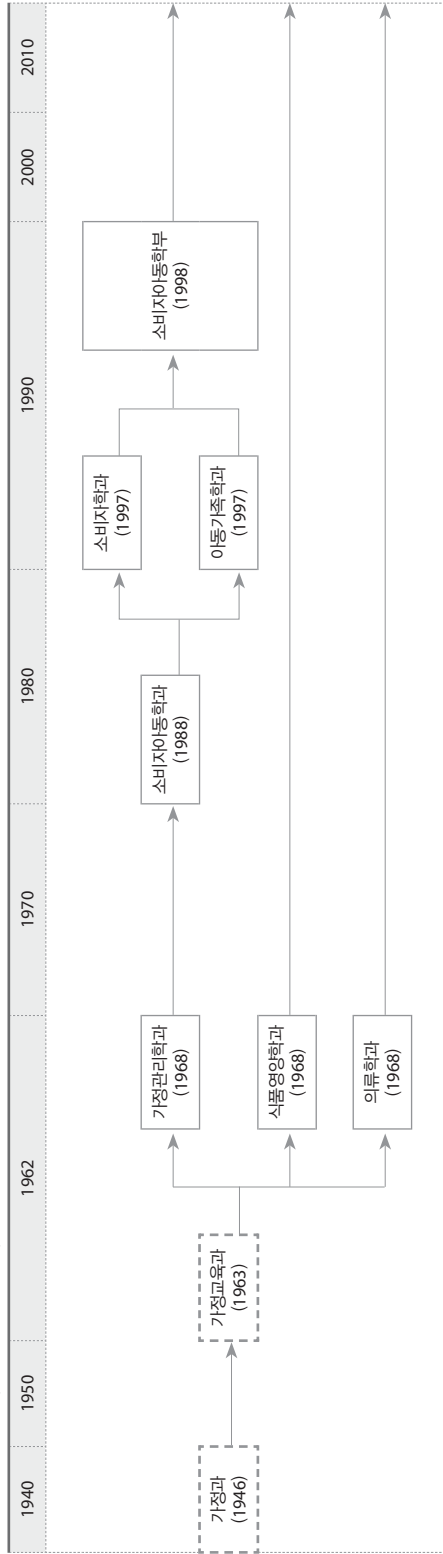 1940
1950
1962
1970
1980
1990
2000
2010
가정과
(1946)
가정교육과
(1963)
가정관리학과
(1968)
식품영양학과
(1968)
의류학과
(1968)
소비자아동학과
(1988)
소비자학과
(1997)
아동가족학과
(1997)
소비자아동학부
(1998)